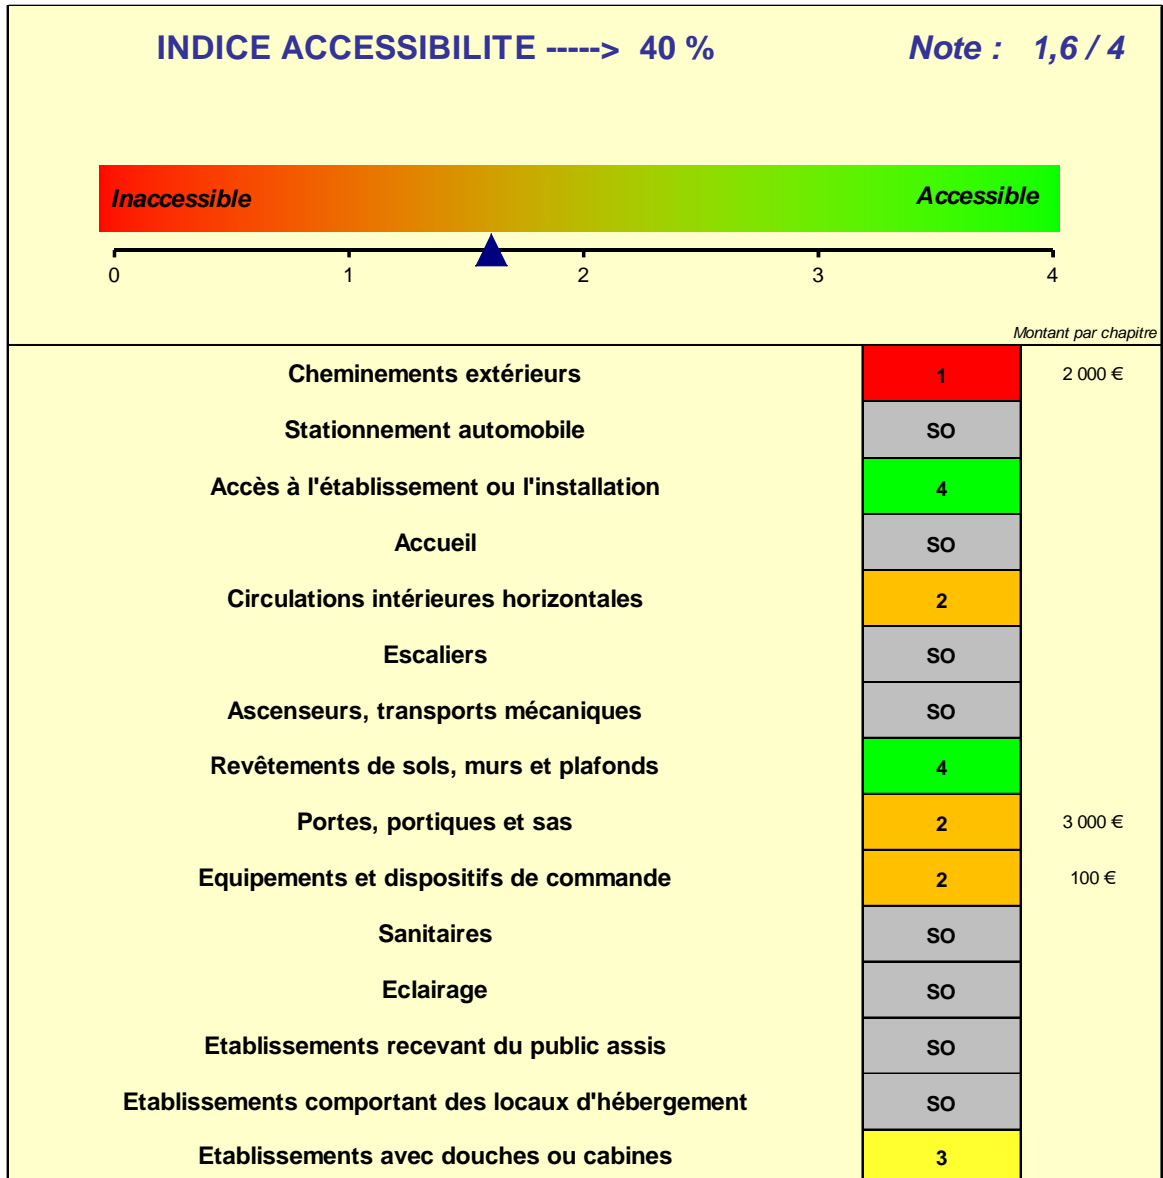 INDICE ACCESSIBILITE -----> 40 % Note : 1,6 / 4
Inaccessible Accessible
0 1 2 3 4
Montant par chapitre
Cheminements extérieurs 1 2 000 €
Stationnement automobile SO
Accès à l'établissement ou l'installation 4
Accueil SO
Circulations intérieures horizontales 2
Escaliers SO
Ascenseurs, transports mécaniques SO
Revêtements de sols, murs et plafonds 4
Portes, portiques et sas 2 3 000 €
Equipements et dispositifs de commande 2 100 €
Sanitaires SO
Eclairage SO
Etablissements recevant du public assis SO
Etablissements comportant des locaux d'hébergement SO
Etablissements avec douches ou cabines 3